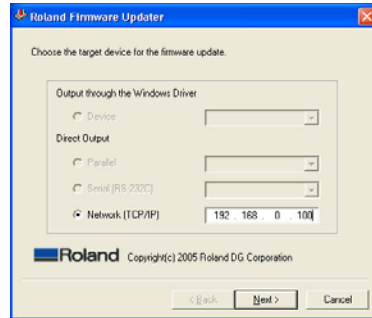 Roland Firmware Updater
Choose the target device for the firmware update.
Output through the Windows Driver
Device
Direct Output
Parallel
Serial (RS-232C)
Network (TCP/IP) 192 . 168 . 0 . 100
Roland Copyright(c) 2005 Roland DG Corporation
< Back Next > Cancel